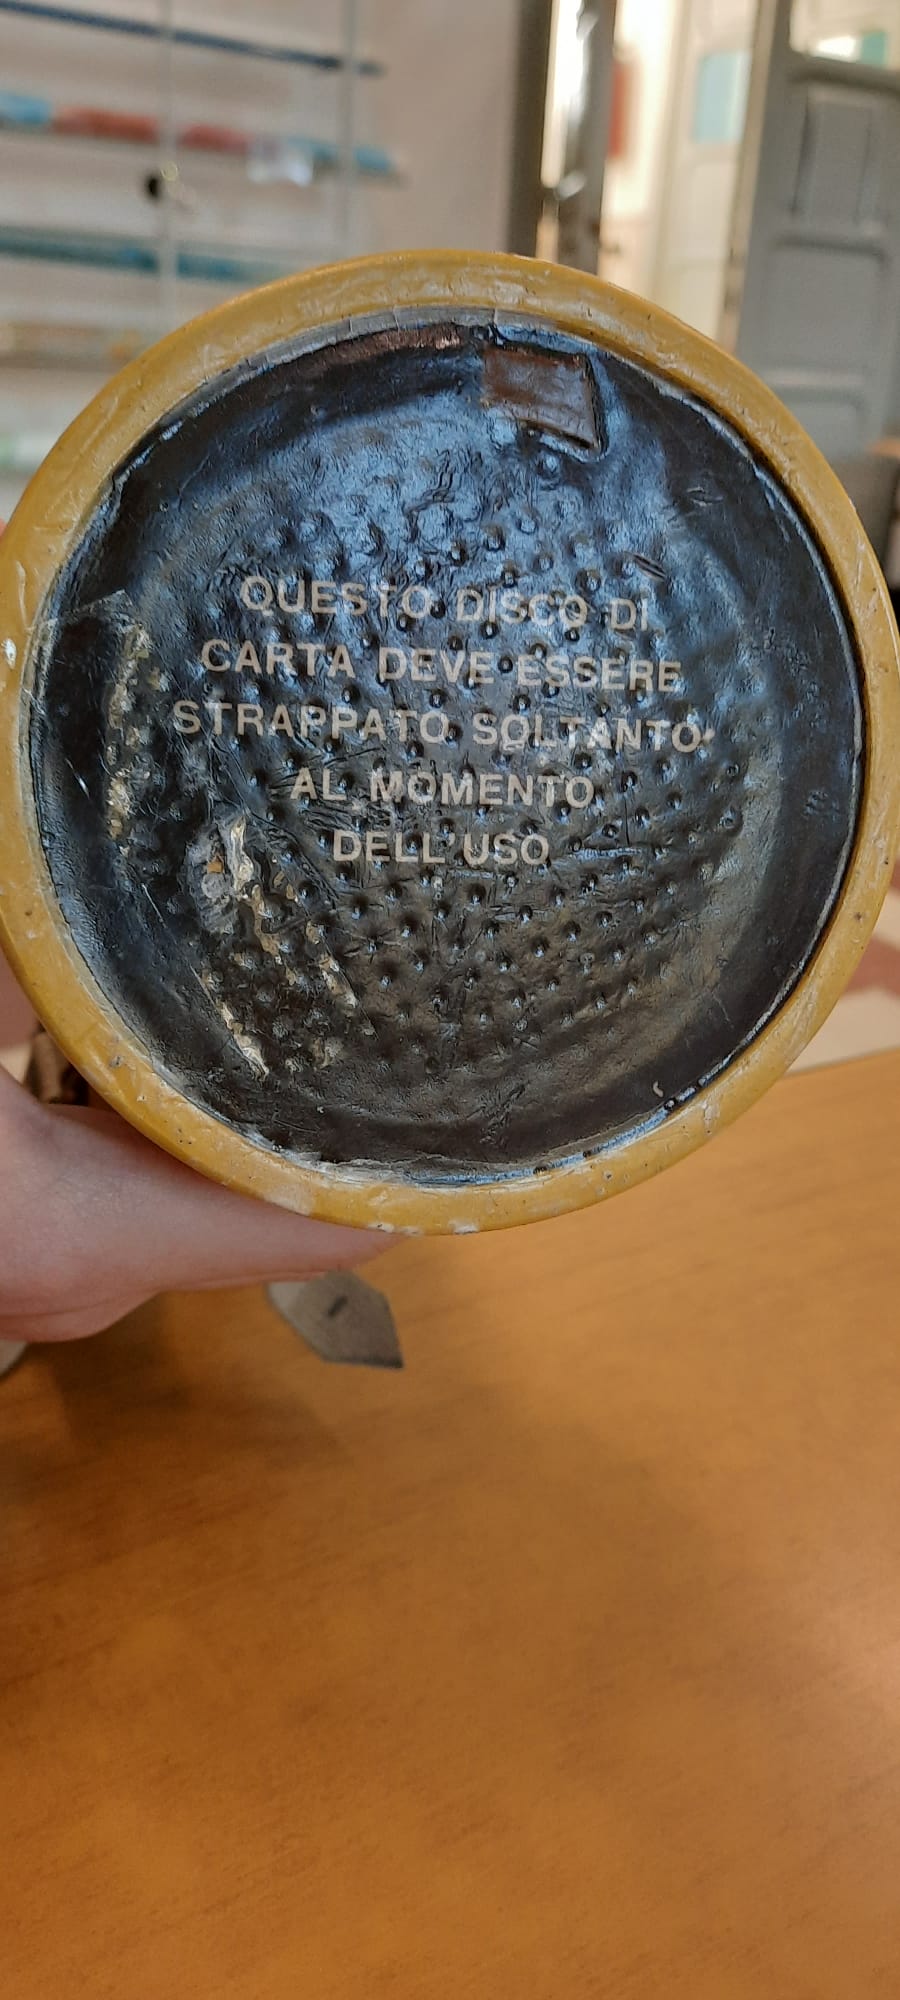 QUESTO DISCO DI
CARTA DEVE ESSERE
STRAPPATO SOLTANTO
AL MOMENTO
DELL'USO